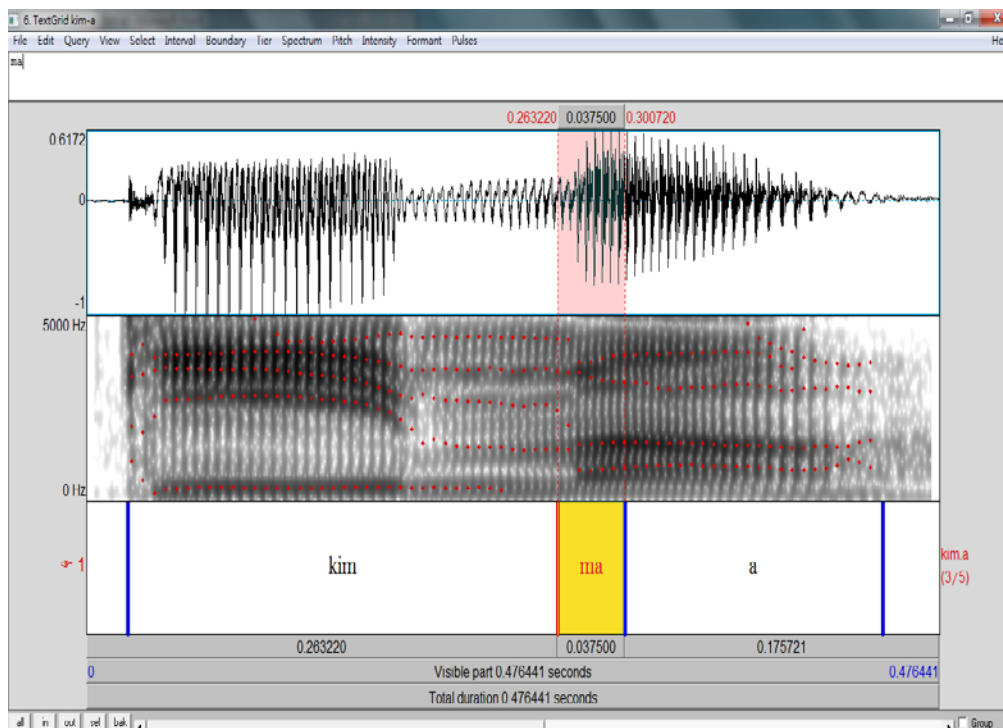 6. TextGrid kim-a
File Edit Query View Select Interval Boundary Tier Spectrum Pitch Intensity Formant Pulses He
ma
0.263220 0.037500 0.300720
0.6172
0
-1
5000 Hz
0 Hz
1 kim ma a kim.a
(3/5)
0.263220 0.037500 0.175721
0 Visible part 0.476441 seconds 0.476441
Total duration 0.476441 seconds
all in out sel bak Group